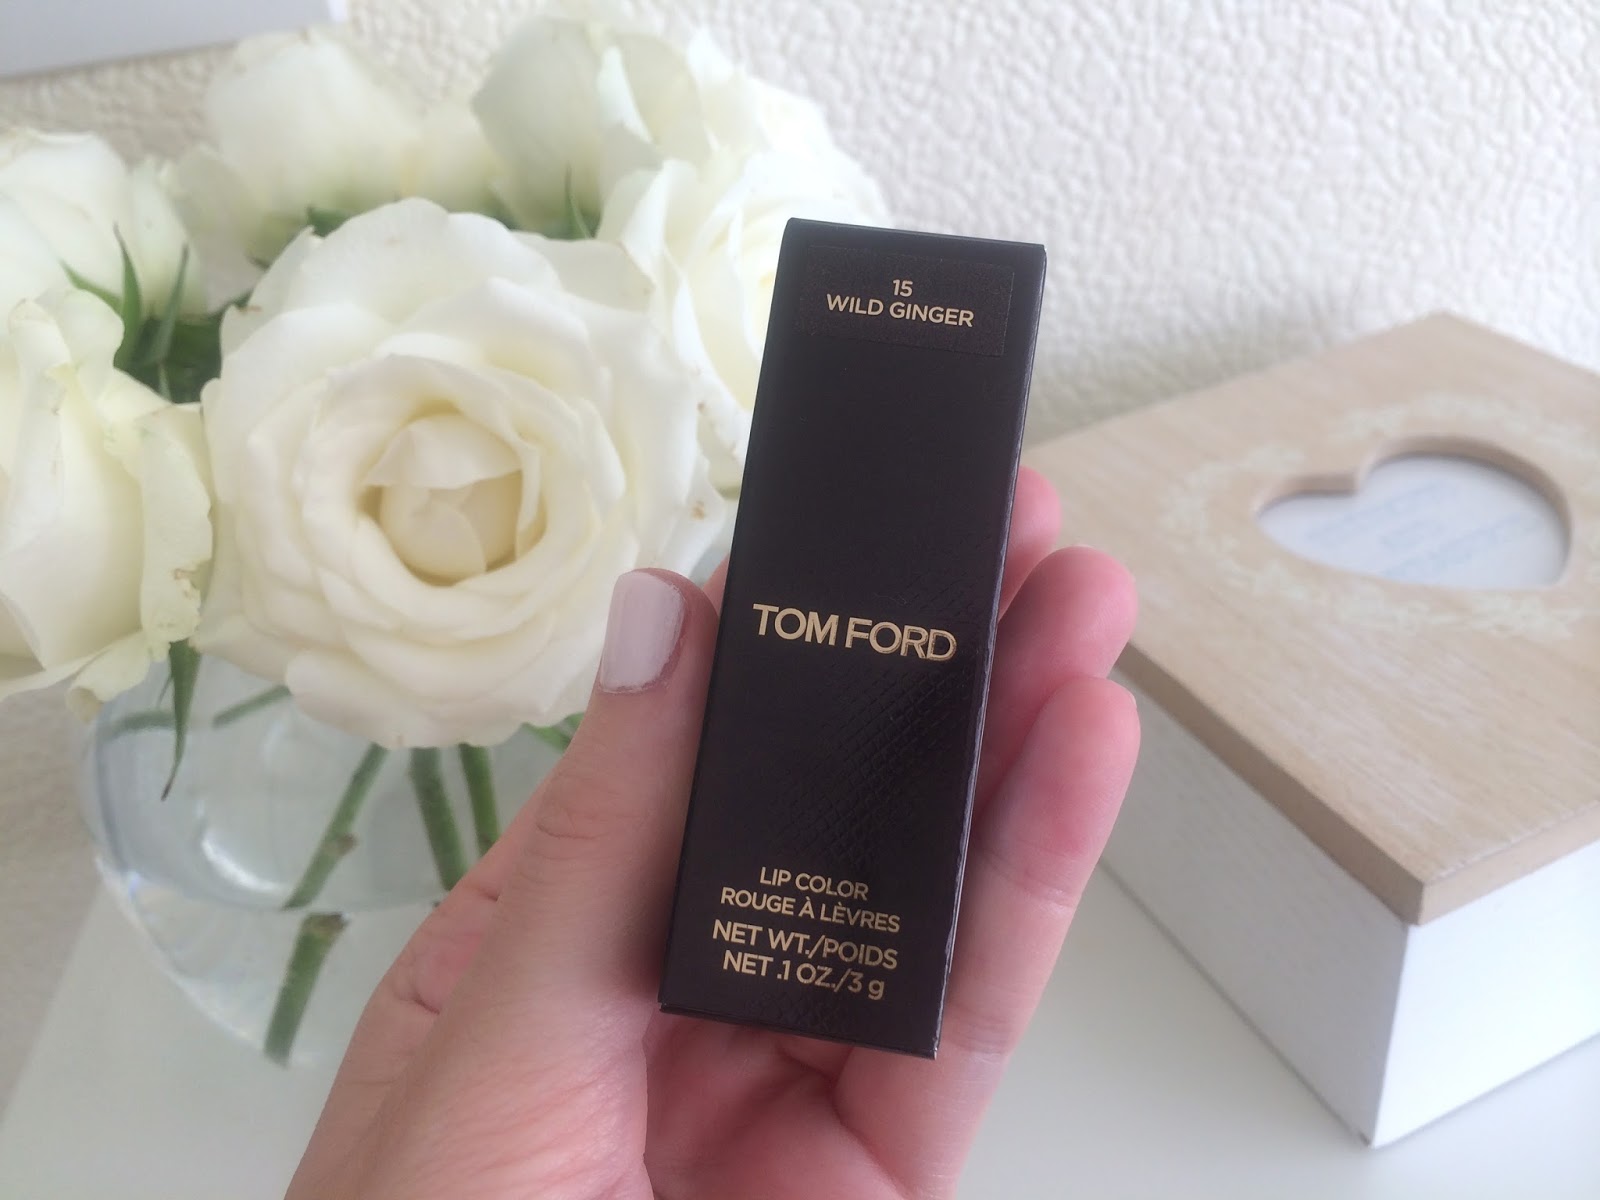 15
WILD GINGER
TOM FORD
LIP COLOR
ROUGE À LÈVRES
NET WT./POIDS
NET .1 OZ./3 g